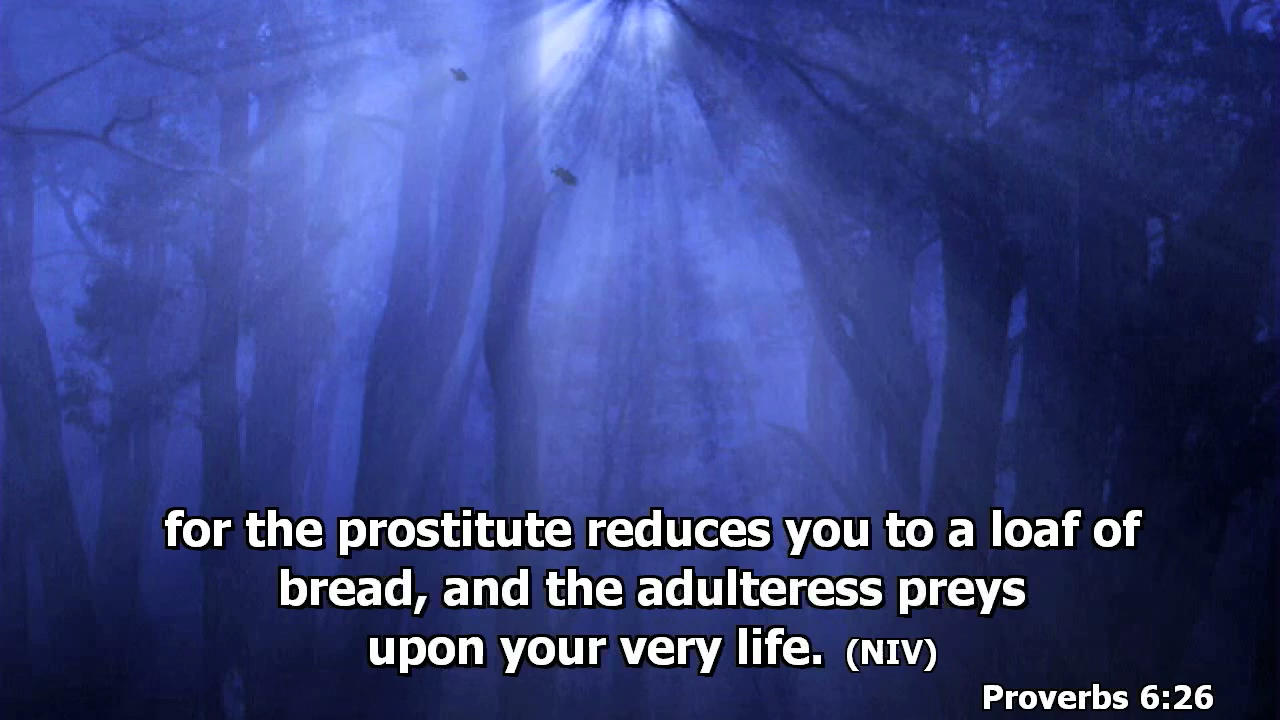 for the prostitute reduces you to a loaf of
bread, and the adulteress preys
upon your very life. (NIV)
Proverbs 6:26